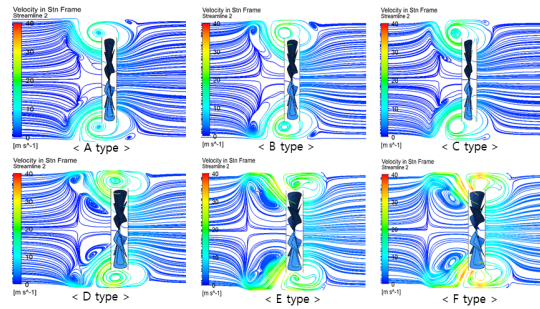 Velocity in Stn Frame
Streamline 2
40
30
20
10
0
[m s^-1]
< A type >
Velocity in Stn Frame
Streamline 2
40
30
20
10
0
[m s^-1]
< B type >
Velocity in Stn Frame
Streamline 2
40
30
20
10
0
[m s^-1]
< C type >
Velocity in Stn Frame
Streamline 2
40
30
20
10
0
[m s^-1]
< D type >
Velocity in Stn Frame
Streamline 2
40
30
20
10
0
[m s^-1]
< E type >
Velocity in Stn Frame
Streamline 2
40
30
20
10
0
[m s^-1]
< F type >